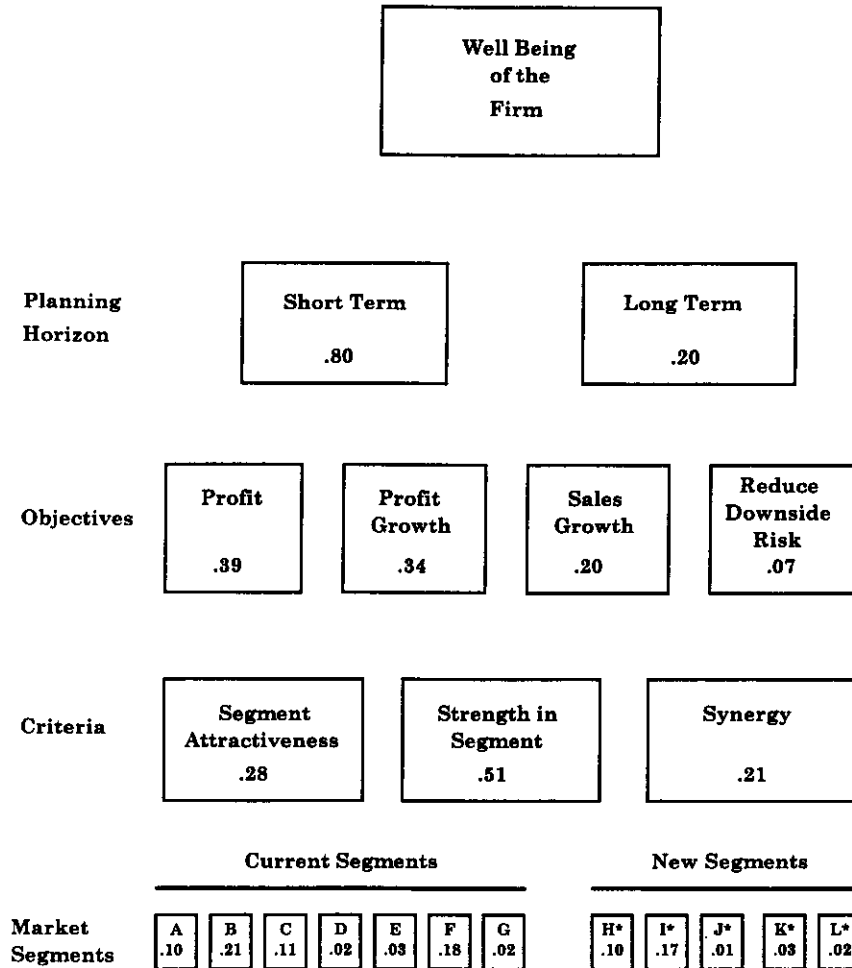 Well Being
of the
Firm
Planning
Horizon
Short Term
.80
Long Term
.20
Objectives
Profit
.39
Profit
Growth
.34
Sales
Growth
.20
Reduce
Downside
Risk
.07
Criteria
Segment
Attractiveness
.28
Strength in
Segment
.51
Synergy
.21
Current Segments
New Segments
Market
Segments
A
.10
B
.21
C
.11
D
.02
E
.03
F
.18
G
.02
H*
.10
I*
.17
J*
.01
K*
.03
L*
.02